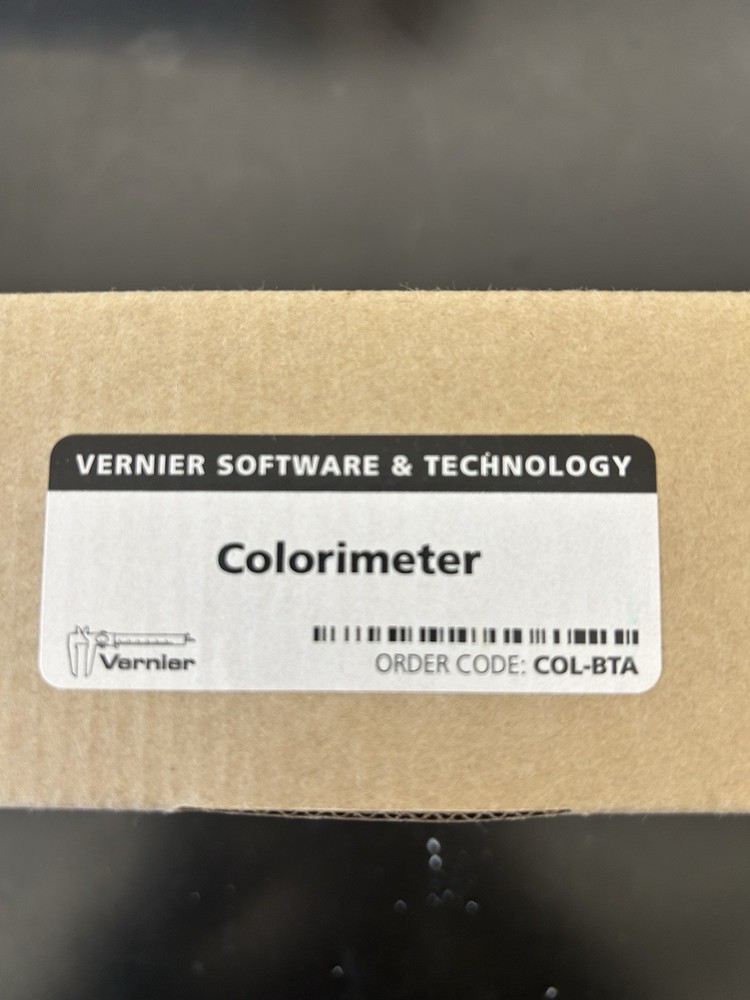 VERNIER SOFTWARE & TECHNOLOGY
Colorimeter
Vernier
ORDER CODE: COL-BTA